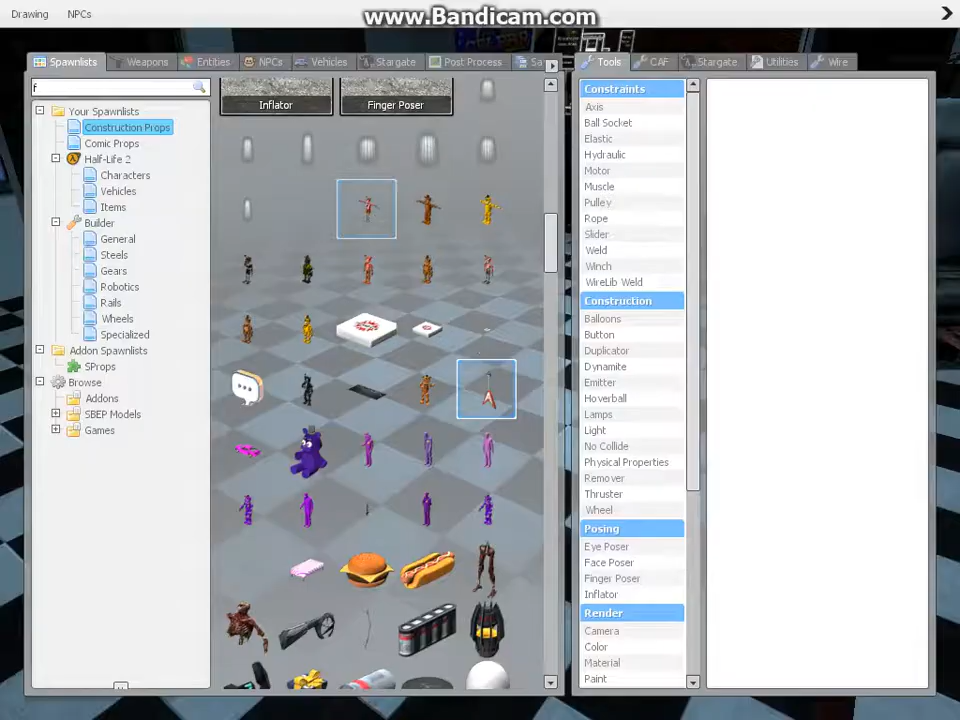 Drawing NPCs
www.Bandicam.com
Spawnlists Weapons Entities NPCs Vehicles Stargate Post Process Sa
f
Your Spawnlists
Construction Props
Comic Props
Half-Life 2
Characters
Vehicles
Items
Builder
General
Steels
Gears
Robotics
Rails
Wheels
Specialized
Addon Spawnlists
SProps
Browse
Addons
SBEP Models
Games
Inflator Finger Poser
Tools CAF Stargate Utilities Wire
Constraints
Axis
Ball Socket
Elastic
Hydraulic
Motor
Muscle
Pulley
Rope
Slider
Weld
Winch
WireLib Weld
Construction
Balloons
Button
Duplicator
Dynamite
Emitter
Hoverball
Lamps
Light
No Collide
Physical Properties
Remover
Thruster
Wheel
Posing
Eye Poser
Face Poser
Finger Poser
Inflator
Render
Camera
Color
Material
Paint